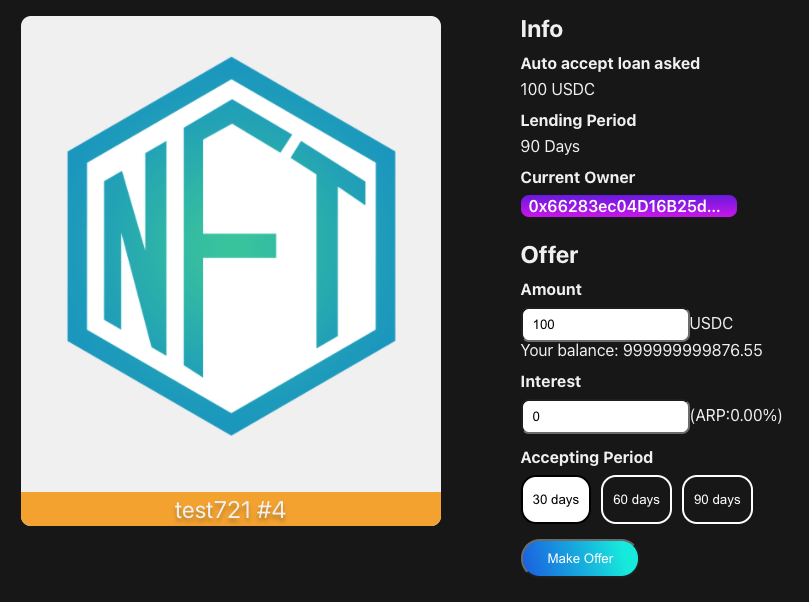 NFT
test721 #4
Info
Auto accept loan asked
100 USDC
Lending Period
90 Days
Current Owner
0x66283ec04D16B25d...
Offer
Amount
100 USDC
Your balance: 999999999876.55
Interest
0 (ARP:0.00%)
Accepting Period
30 days 60 days 90 days
Make Offer